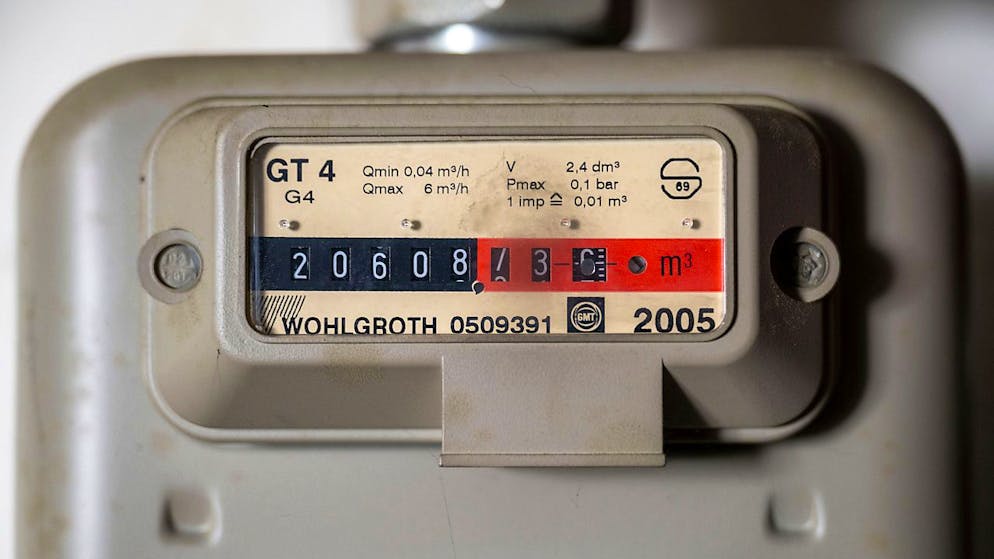 GT 4
G4
Qmin 0,04 m³/h
Qmax 6 m³/h
V 2,4 dm³
Pmax 0,1 bar
1 imp ≙ 0,01 m³
S 69
20608 3 m³
WOHLGROTH 0509391 GMT 2005